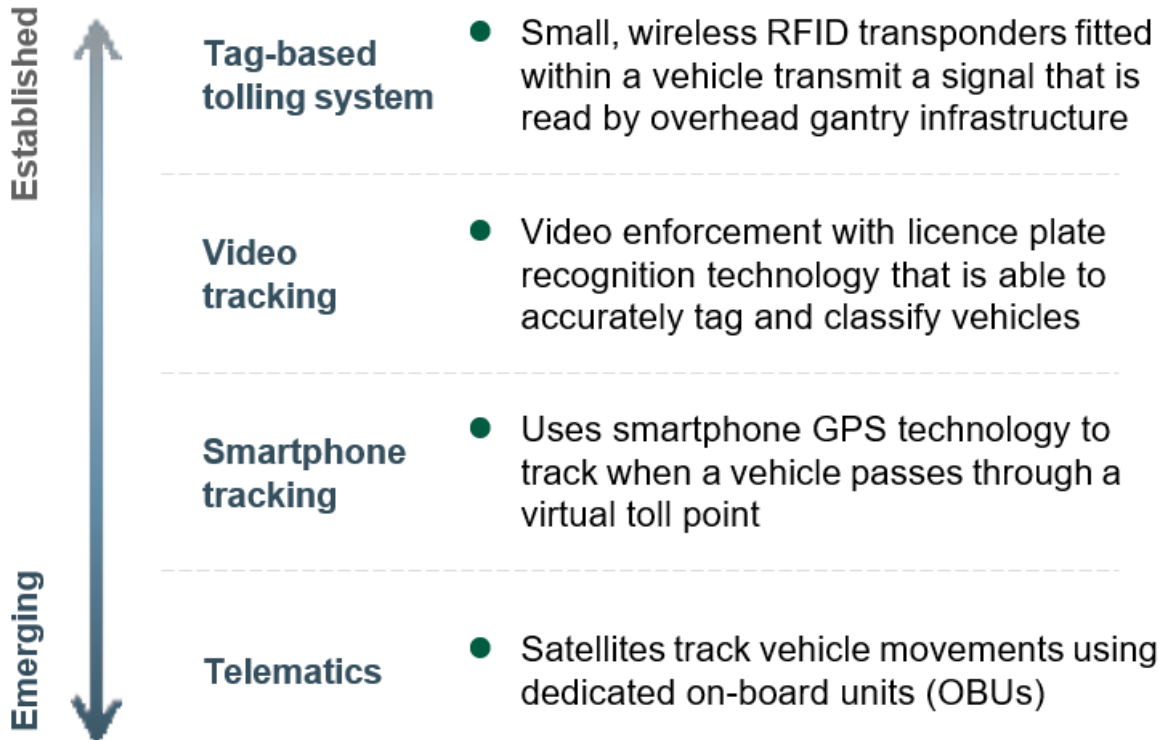 Established
Tag-based
tolling system
● Small, wireless RFID transponders fitted
within a vehicle transmit a signal that is
read by overhead gantry infrastructure
Video
tracking
● Video enforcement with licence plate
recognition technology that is able to
accurately tag and classify vehicles
Smartphone
tracking
● Uses smartphone GPS technology to
track when a vehicle passes through a
virtual toll point
Emerging
Telematics
● Satellites track vehicle movements using
dedicated on-board units (OBUs)